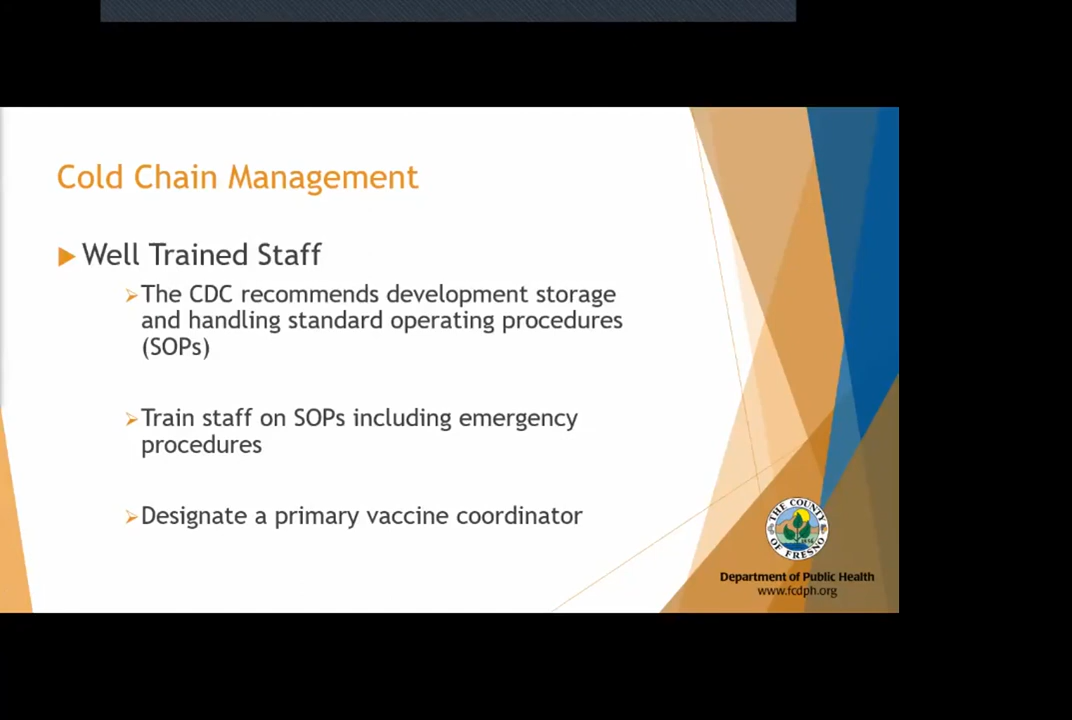 Cold Chain Management
Well Trained Staff
The CDC recommends development storage
and handling standard operating procedures
(SOPs)
Train staff on SOPs including emergency
procedures
Designate a primary vaccine coordinator
THE COUNTY
OF FRESNO
Department of Public Health
www.fcdph.org